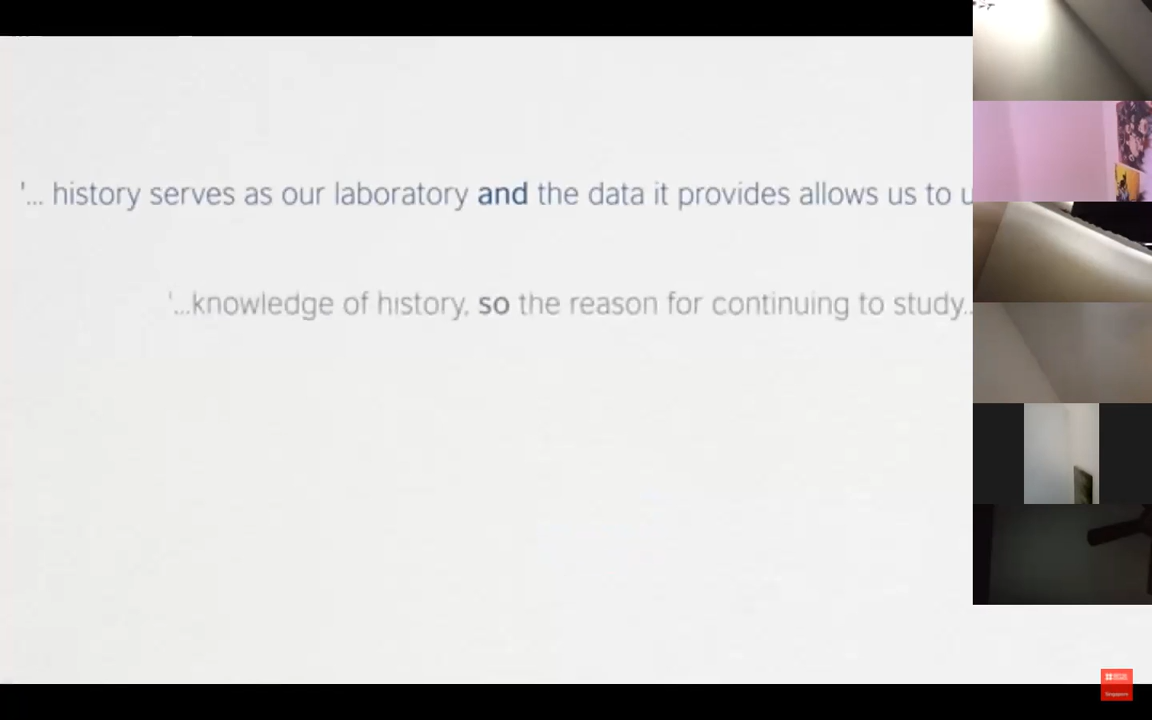 '... history serves as our laboratory and the data it provides allows us to
'...knowledge of history, so the reason for continuing to study..
Singapore